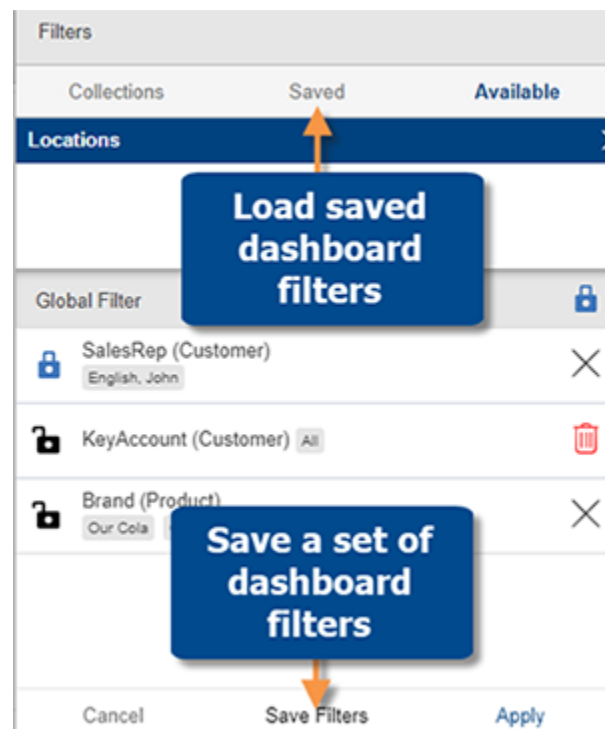 Filters
Collections Saved Available
Locations
Load saved
dashboard
filters
Global Filter
SalesRep (Customer)
English, John
KeyAccount (Customer) All
Brand (Product)
Our Cola
Save a set of
dashboard
filters
Cancel Save Filters Apply